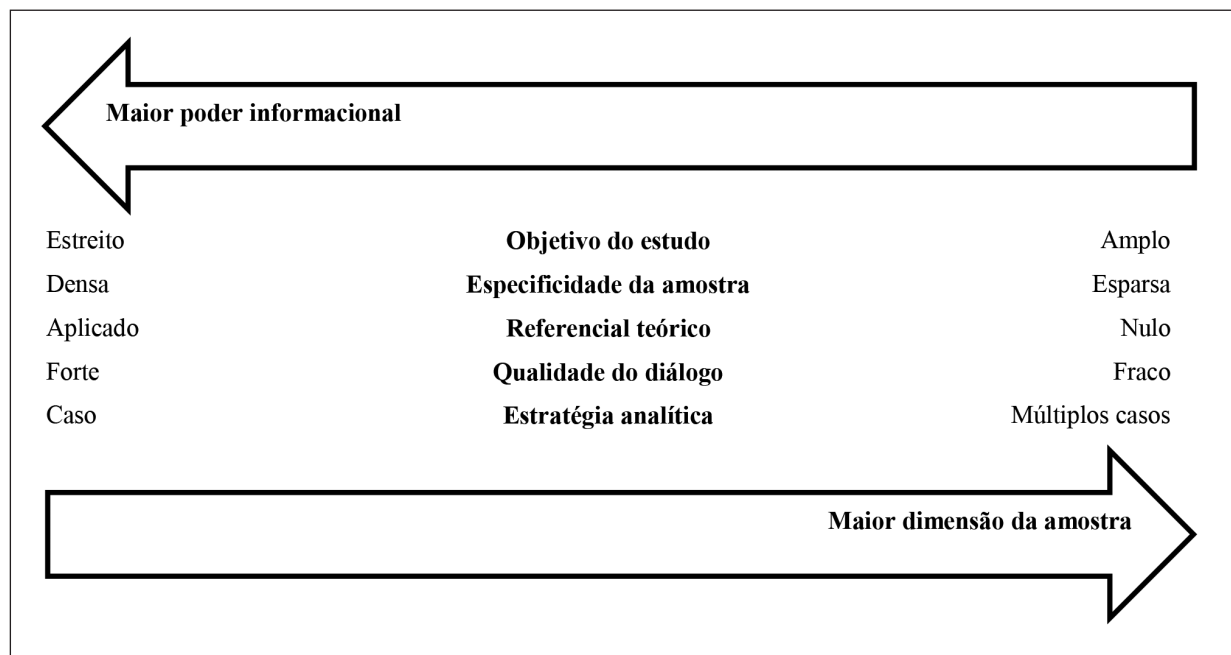 Maior poder informacional
Estreito Objetivo do estudo Amplo
Densa Especificidade da amostra Esparsa
Aplicado Referencial teórico Nulo
Forte Qualidade do diálogo Fraco
Caso Estratégia analítica Múltiplos casos
Maior dimensão da amostra